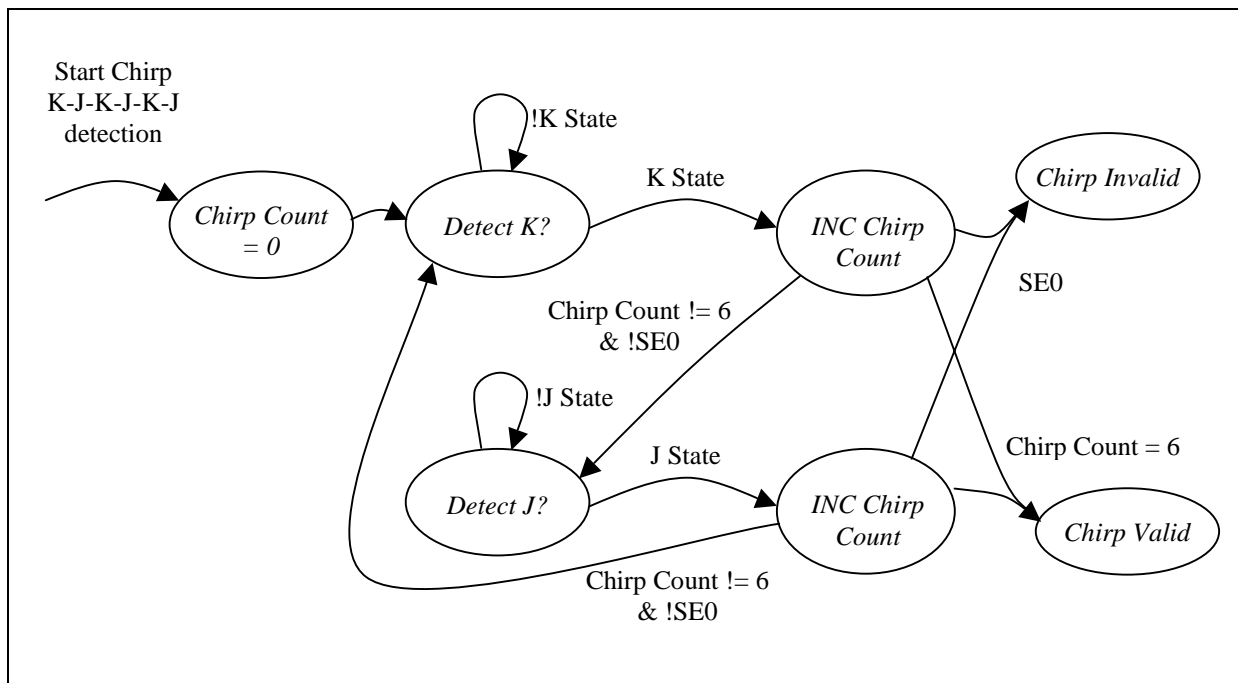 Start Chirp
K-J-K-J-K-J
detection
!K State
K State
Chirp Invalid
Chirp Count
= 0
Detect K?
INC Chirp
Count
SE0
Chirp Count != 6
& !SE0
!J State
J State
Chirp Count = 6
Detect J?
INC Chirp
Count
Chirp Valid
Chirp Count != 6
& !SE0